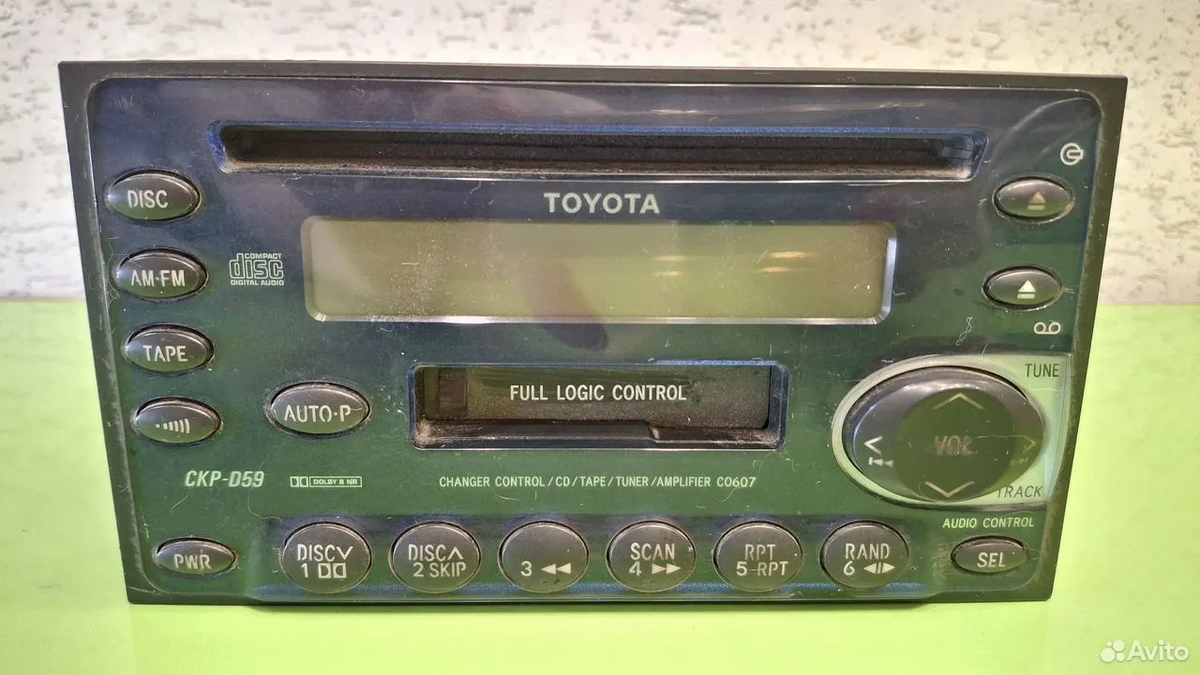 DISC
TOYOTA
AM·FM
COMPACT
disc
DIGITAL AUDIO
TAPE
TUNE
FULL LOGIC CONTROL
AUTO·P
VOL
CKP-D59
DOLBY B NR
CHANGER CONTROL/CD/TAPE/TUNER/AMPLIFIER C0607
TRACK
AUDIO CONTROL
PWR
DISC∨
1
DISC∧
2 SKIP
3 ◀◀
SCAN
4 ▶▶
RPT
5-RPT
RAND
6
SEL
Avito